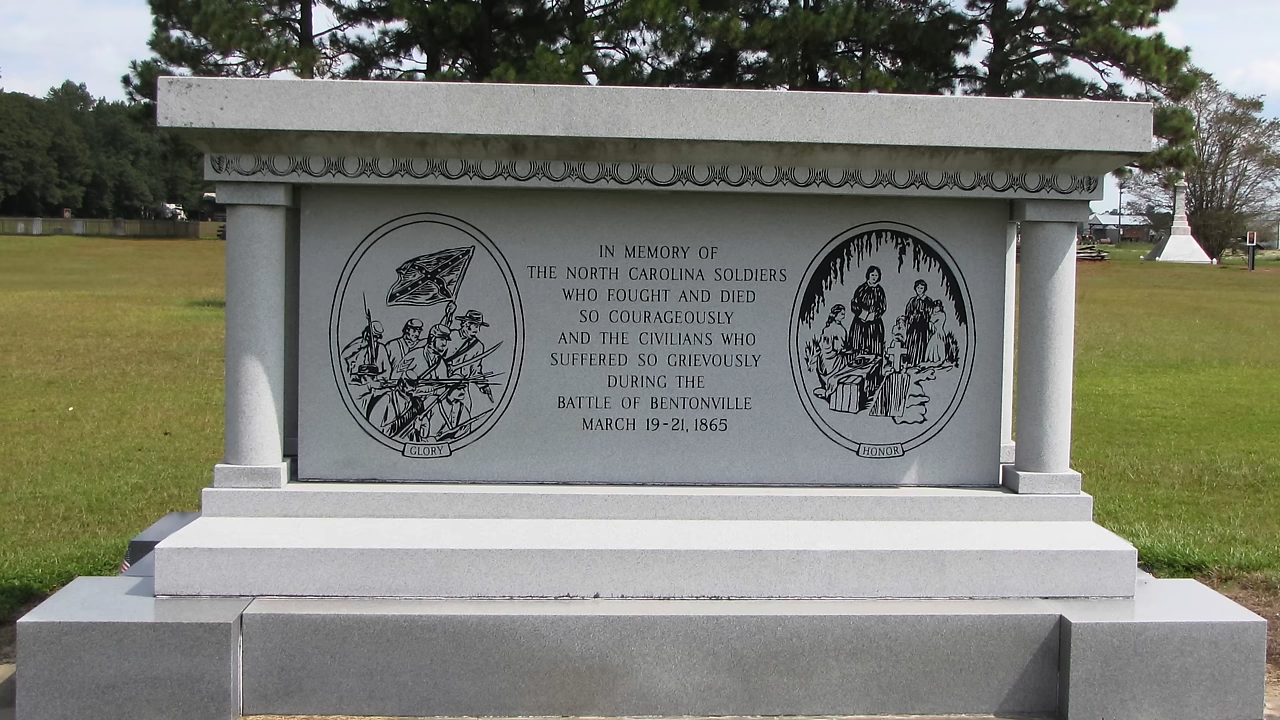 IN MEMORY OF
THE NORTH CAROLINA SOLDIERS
WHO FOUGHT AND DIED
SO COURAGEOUSLY
AND THE CIVILIANS WHO
SUFFERED SO GRIEVOUSLY
DURING THE
BATTLE OF BENTONVILLE
MARCH 19-21, 1865
GLORY
HONOR